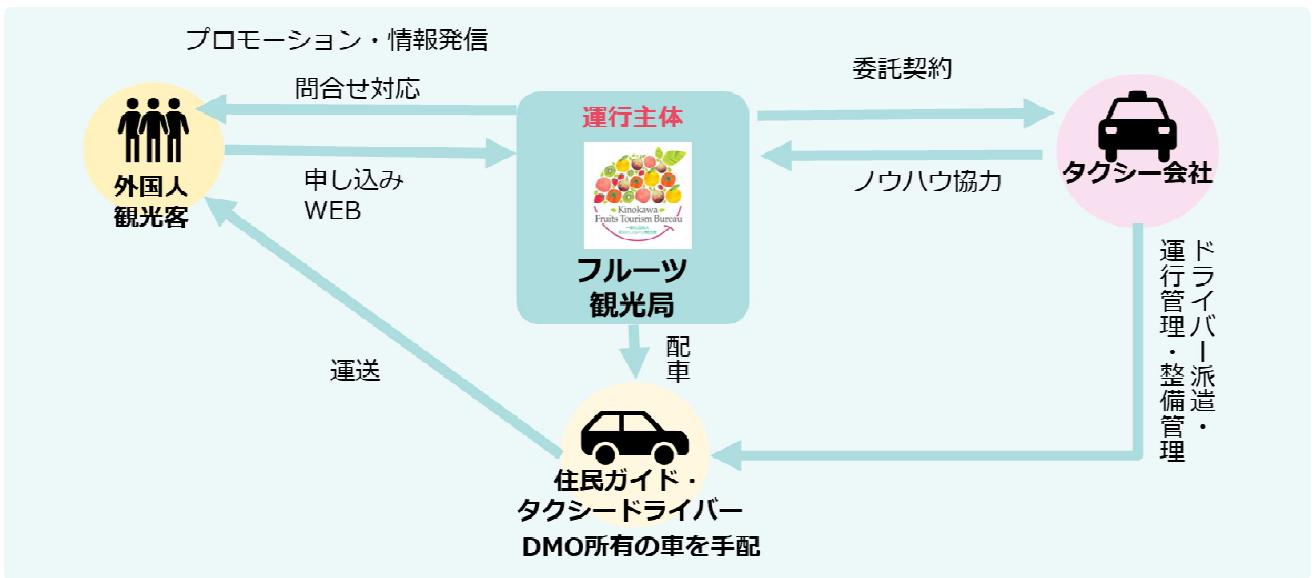 プロモーション・情報発信
問合せ対応
申し込み
WEB
外国人
観光客
運行主体
Kinokawa
Fruits Tourism Bureau
フルーツ
観光局
委託契約
ノウハウ協力
タクシー会社
ドライバー派遣・
運行管理・整備管理
配車
運送
住民ガイド・
タクシードライバー
DMO所有の車を手配